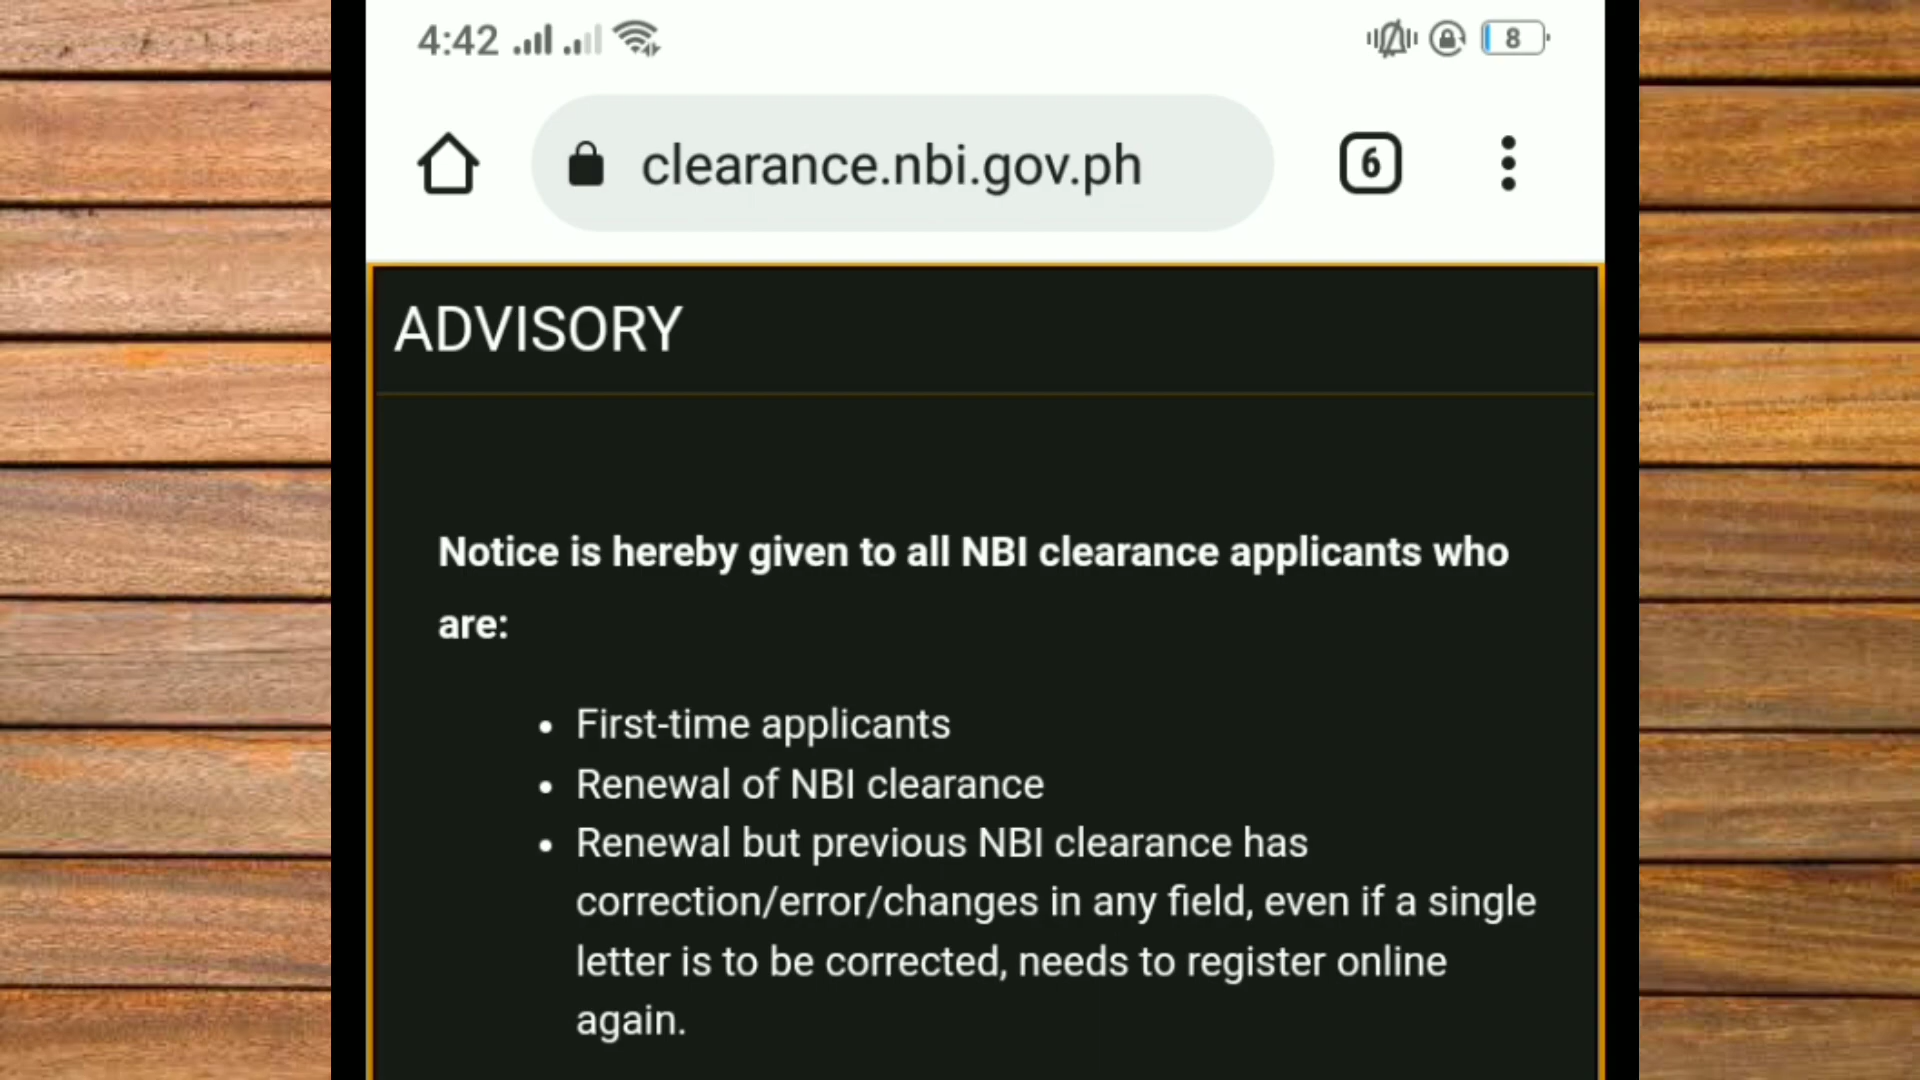 4:42
8
clearance.nbi.gov.ph
6
ADVISORY
Notice is hereby given to all NBI clearance applicants who
are:
• First-time applicants
• Renewal of NBI clearance
• Renewal but previous NBI clearance has
correction/error/changes in any field, even if a single
letter is to be corrected, needs to register online
again.